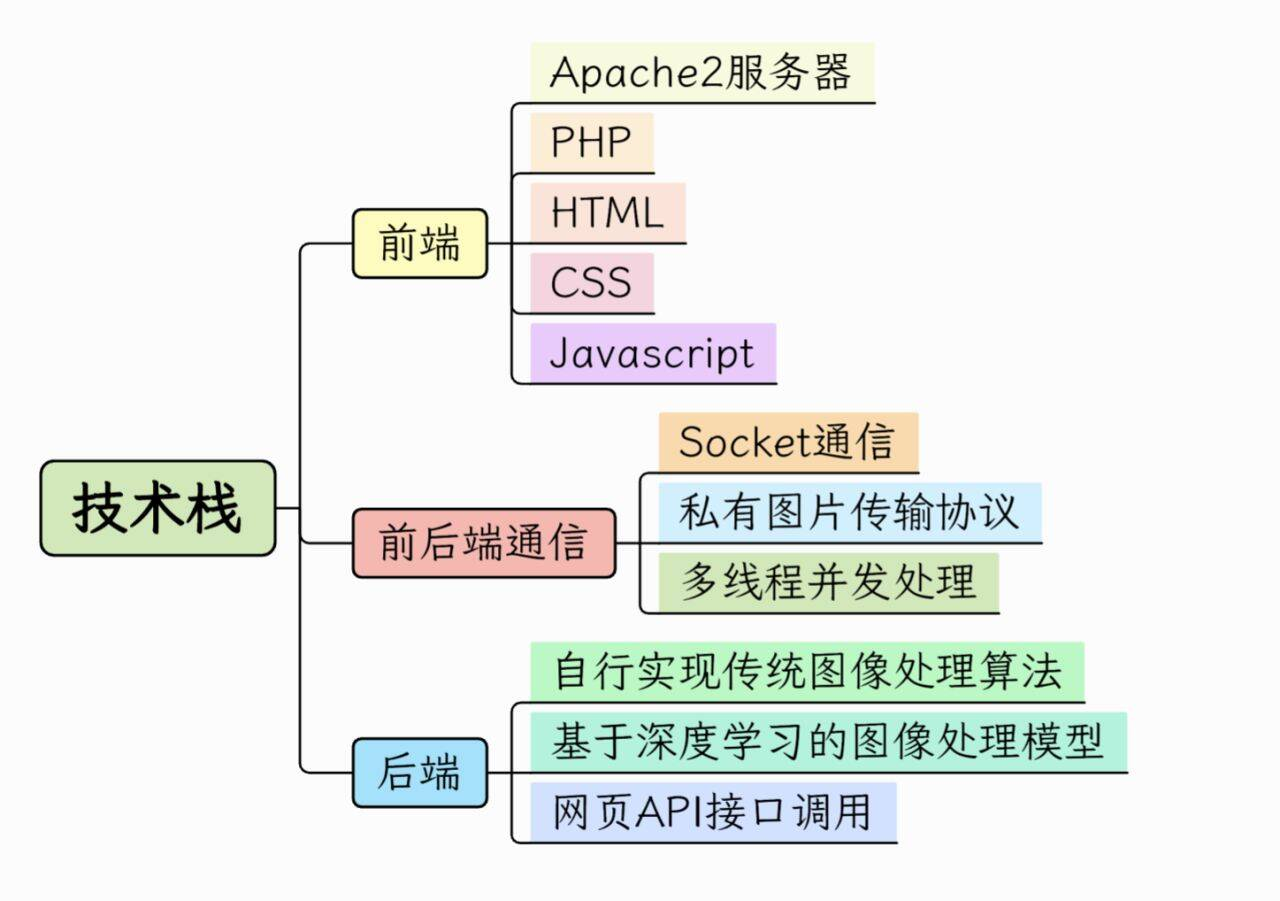 技术栈
前端
Apache2服务器
PHP
HTML
CSS
Javascript
前后端通信
Socket通信
私有图片传输协议
多线程并发处理
后端
自行实现传统图像处理算法
基于深度学习的图像处理模型
网页API接口调用